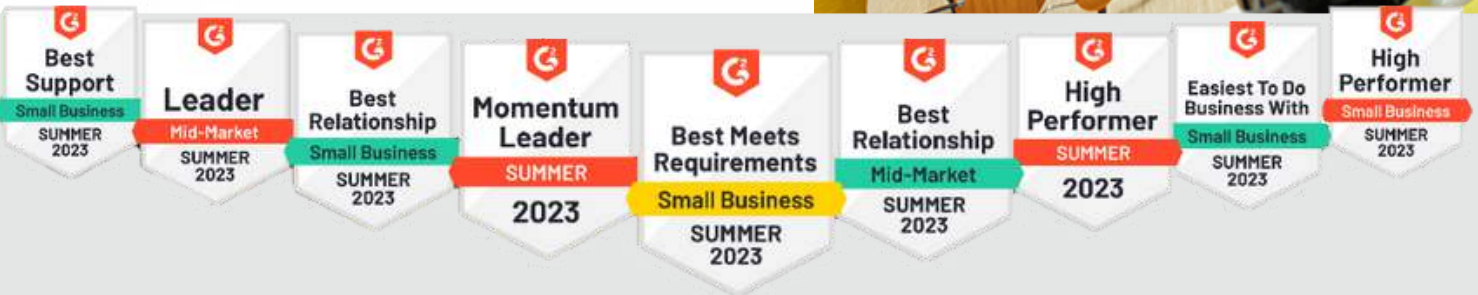 Best
Support
Small Business
SUMMER
2023
Leader
Mid-Market
SUMMER
2023
Best
Relationship
Small Business
SUMMER
2023
Momentum
Leader
SUMMER
2023
Best Meets
Requirements
Small Business
SUMMER
2023
Best
Relationship
Mid-Market
SUMMER
2023
High
Performer
SUMMER
2023
Easiest To Do
Business With
Small Business
SUMMER
2023
High
Performer
Small Business
SUMMER
2023